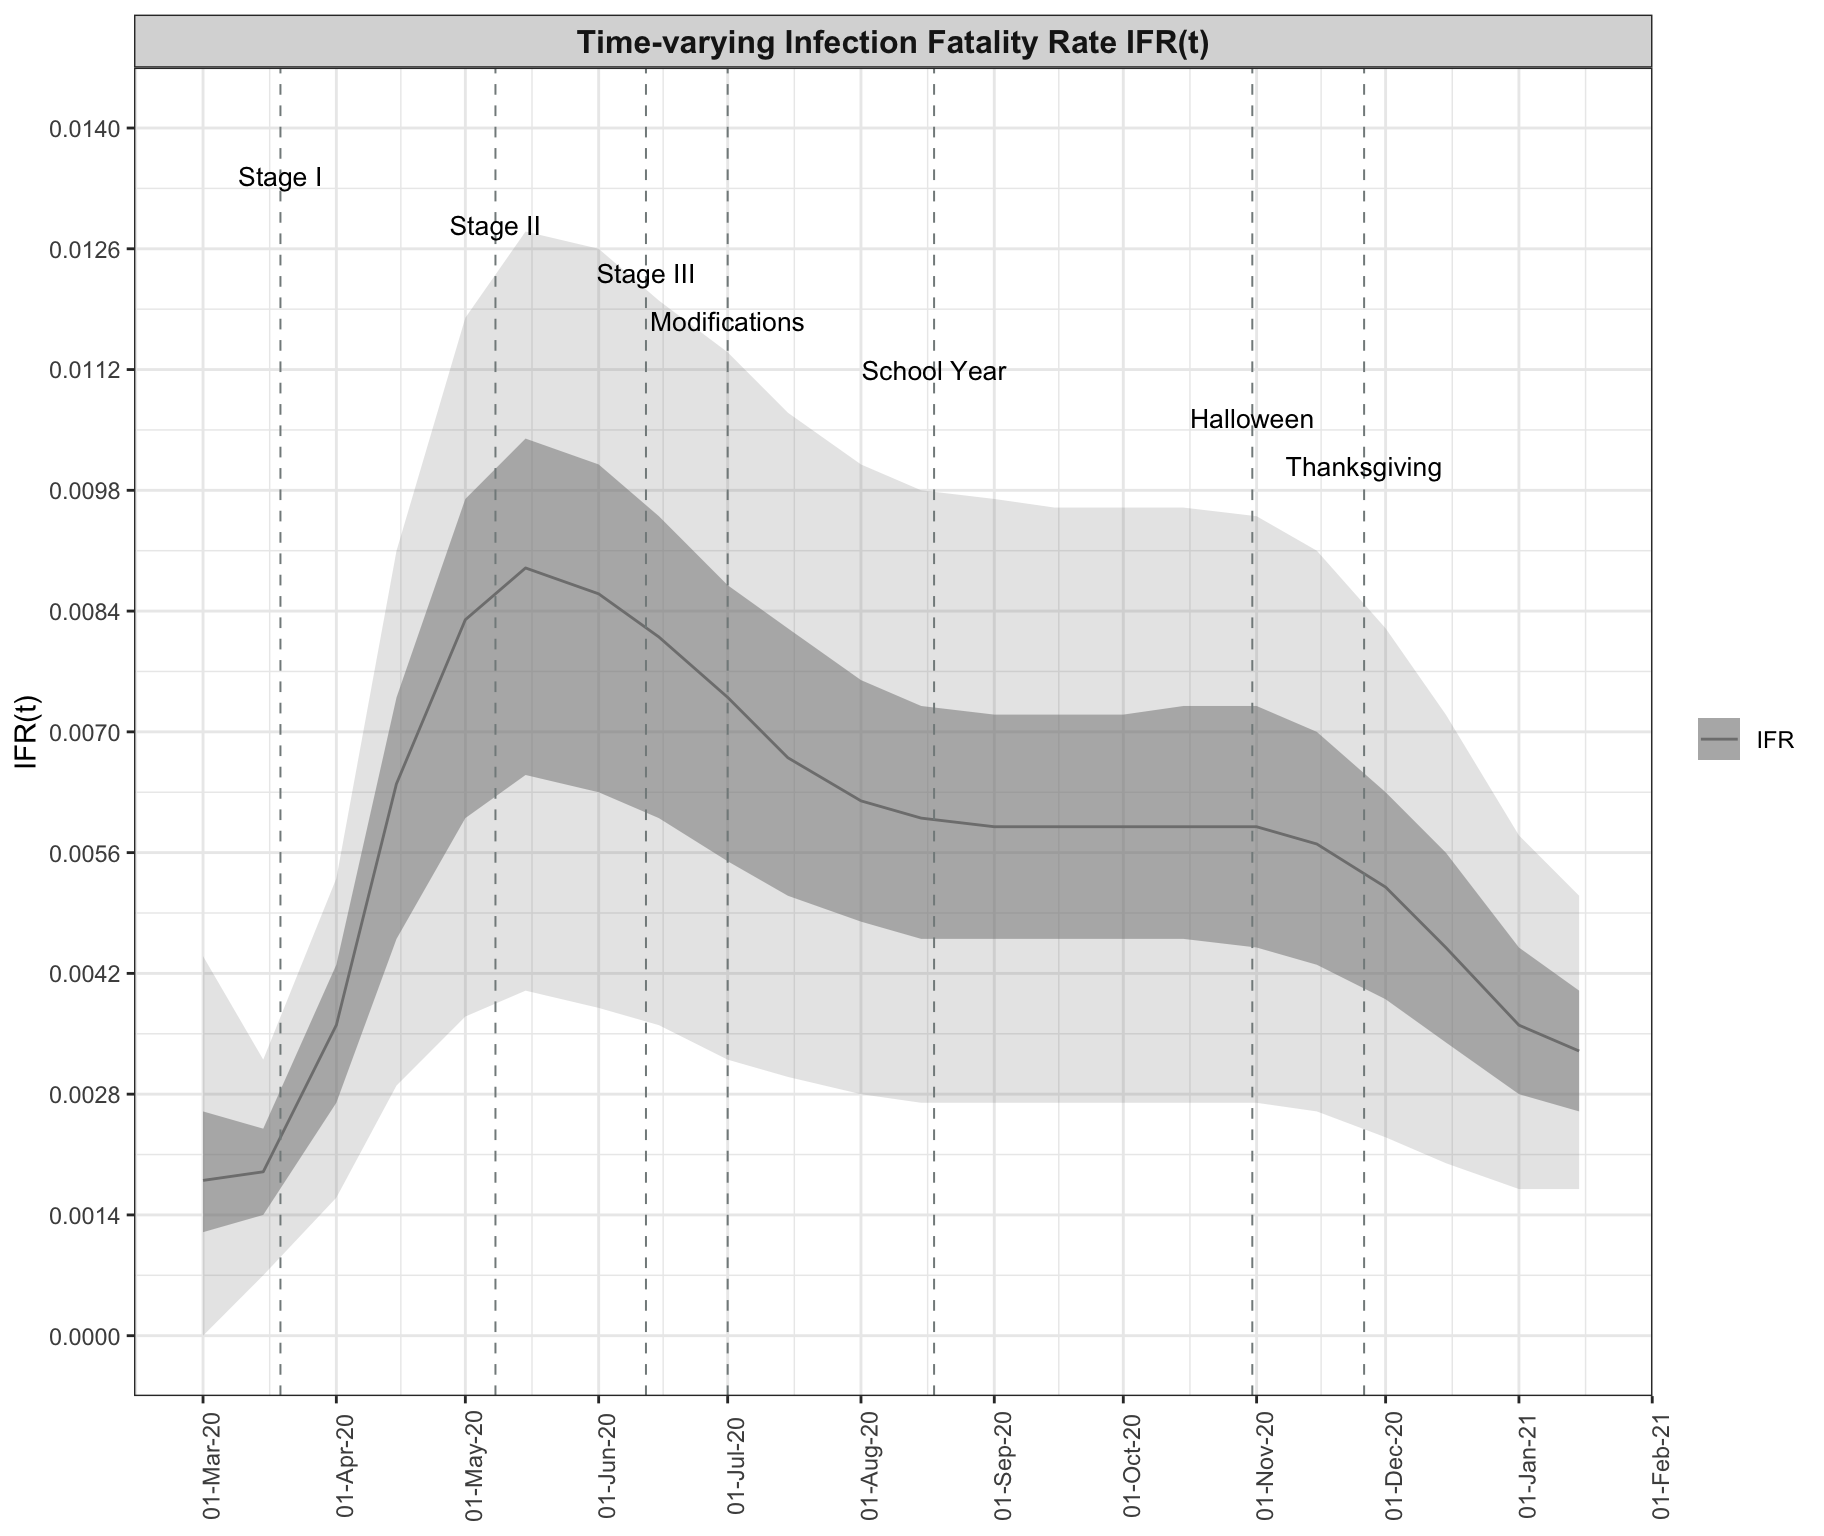 Time-varying Infection Fatality Rate IFR(t)
0.0140
Stage I
Stage II
0.0126
Stage III
Modifications
0.0112
School Year
Halloween
Thanksgiving
0.0098
0.0084
0.0070
IFR(t)
IFR
0.0056
0.0042
0.0028
0.0014
0.0000
01-Mar-20
01-Apr-20
01-May-20
01-Jun-20
01-Jul-20
01-Aug-20
01-Sep-20
01-Oct-20
01-Nov-20
01-Dec-20
01-Jan-21
01-Feb-21